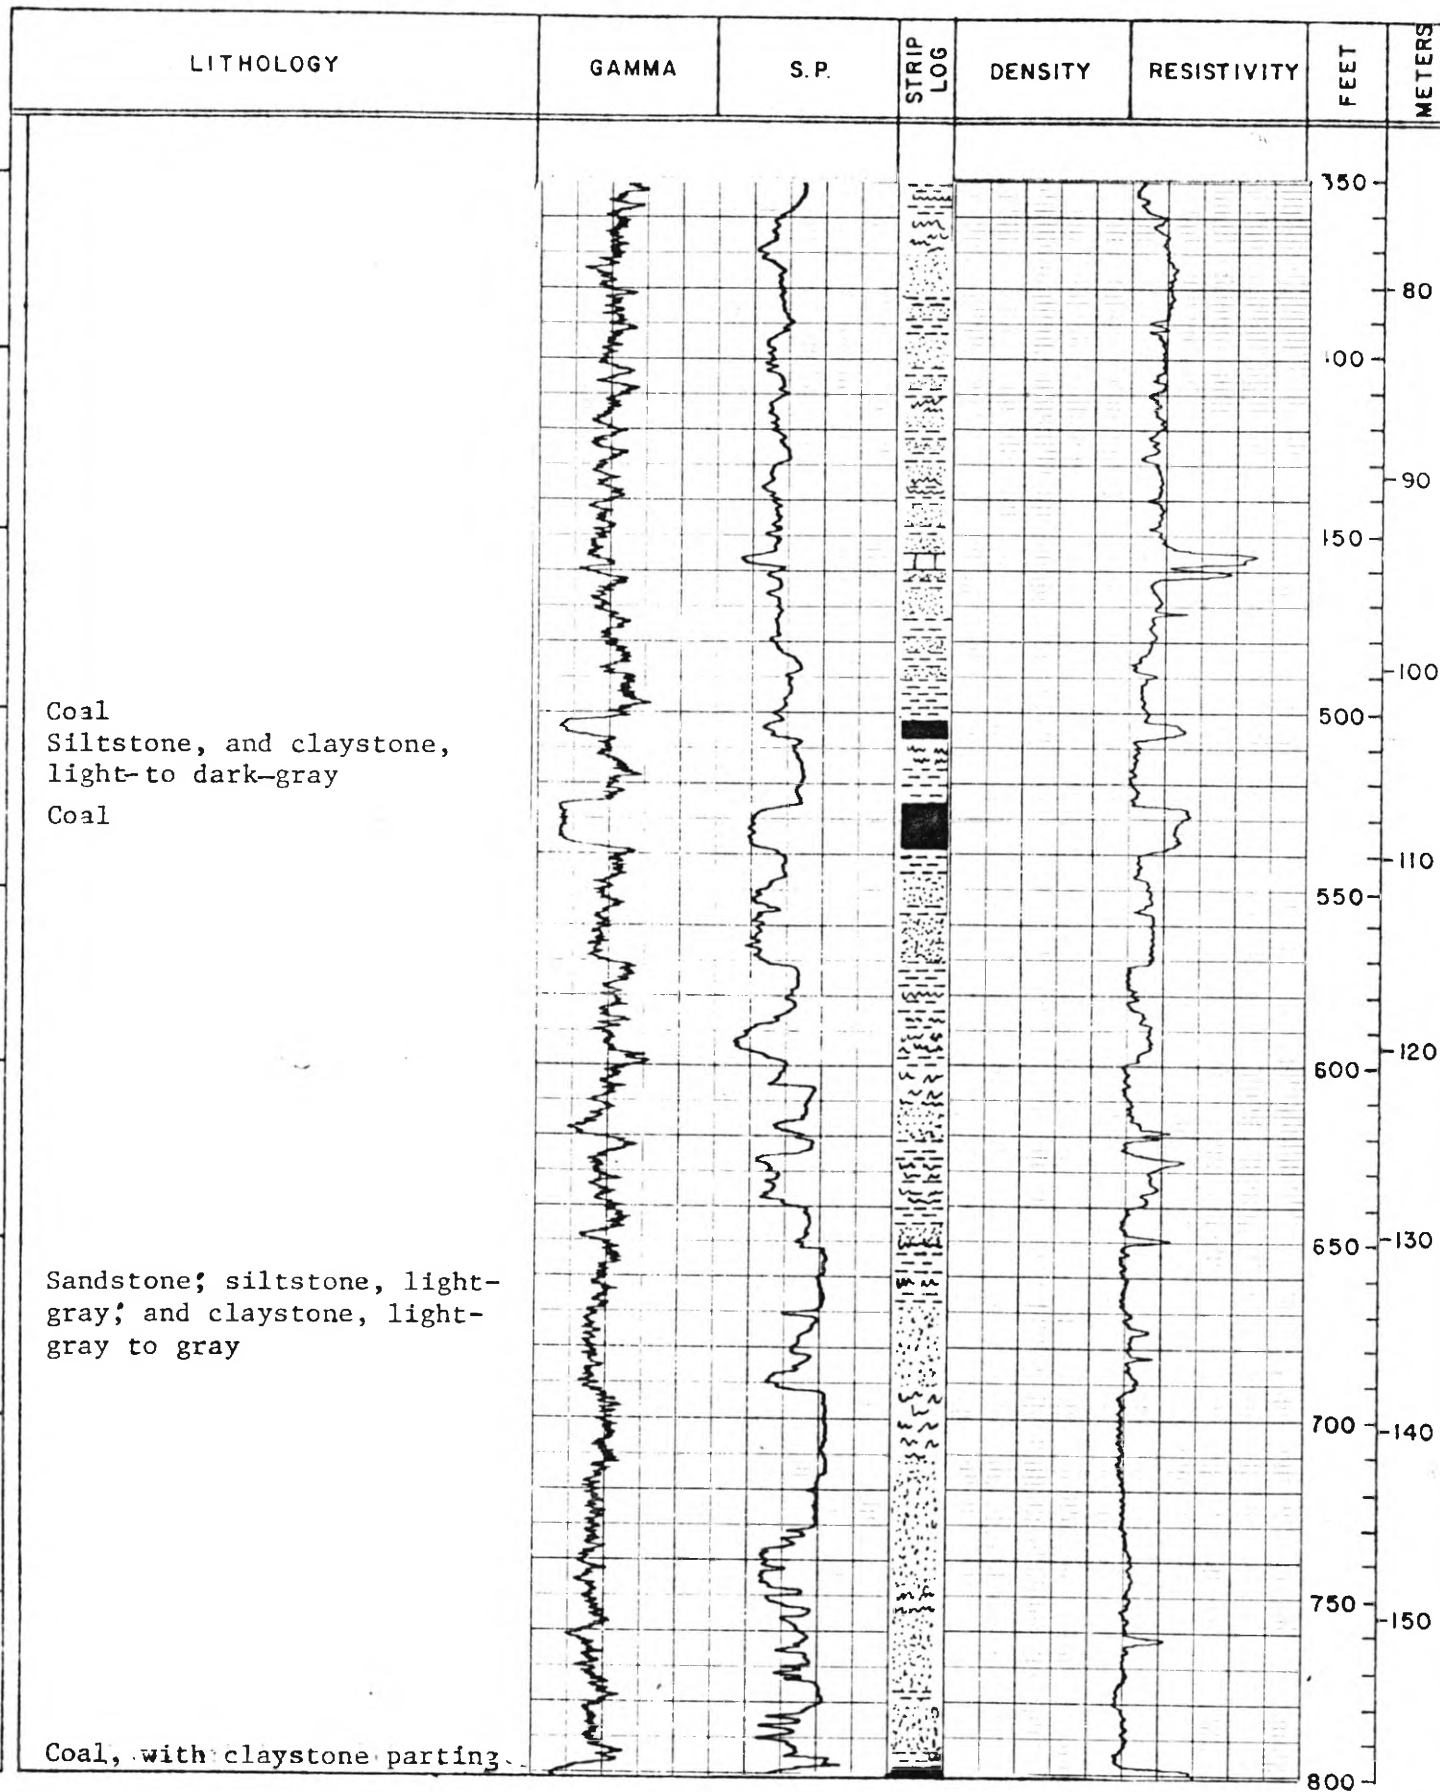 LITHOLOGY GAMMA S.P. STRIP LOG DENSITY RESISTIVITY FEET METERS
350
80
400
90
450
100
Coal
500
Siltstone, and claystone,
light-to dark-gray
Coal
110
550
120
600
650
130
Sandstone; siltstone, light-
gray; and claystone, light-
gray to gray
700
140
750
150
Coal, with claystone parting
800